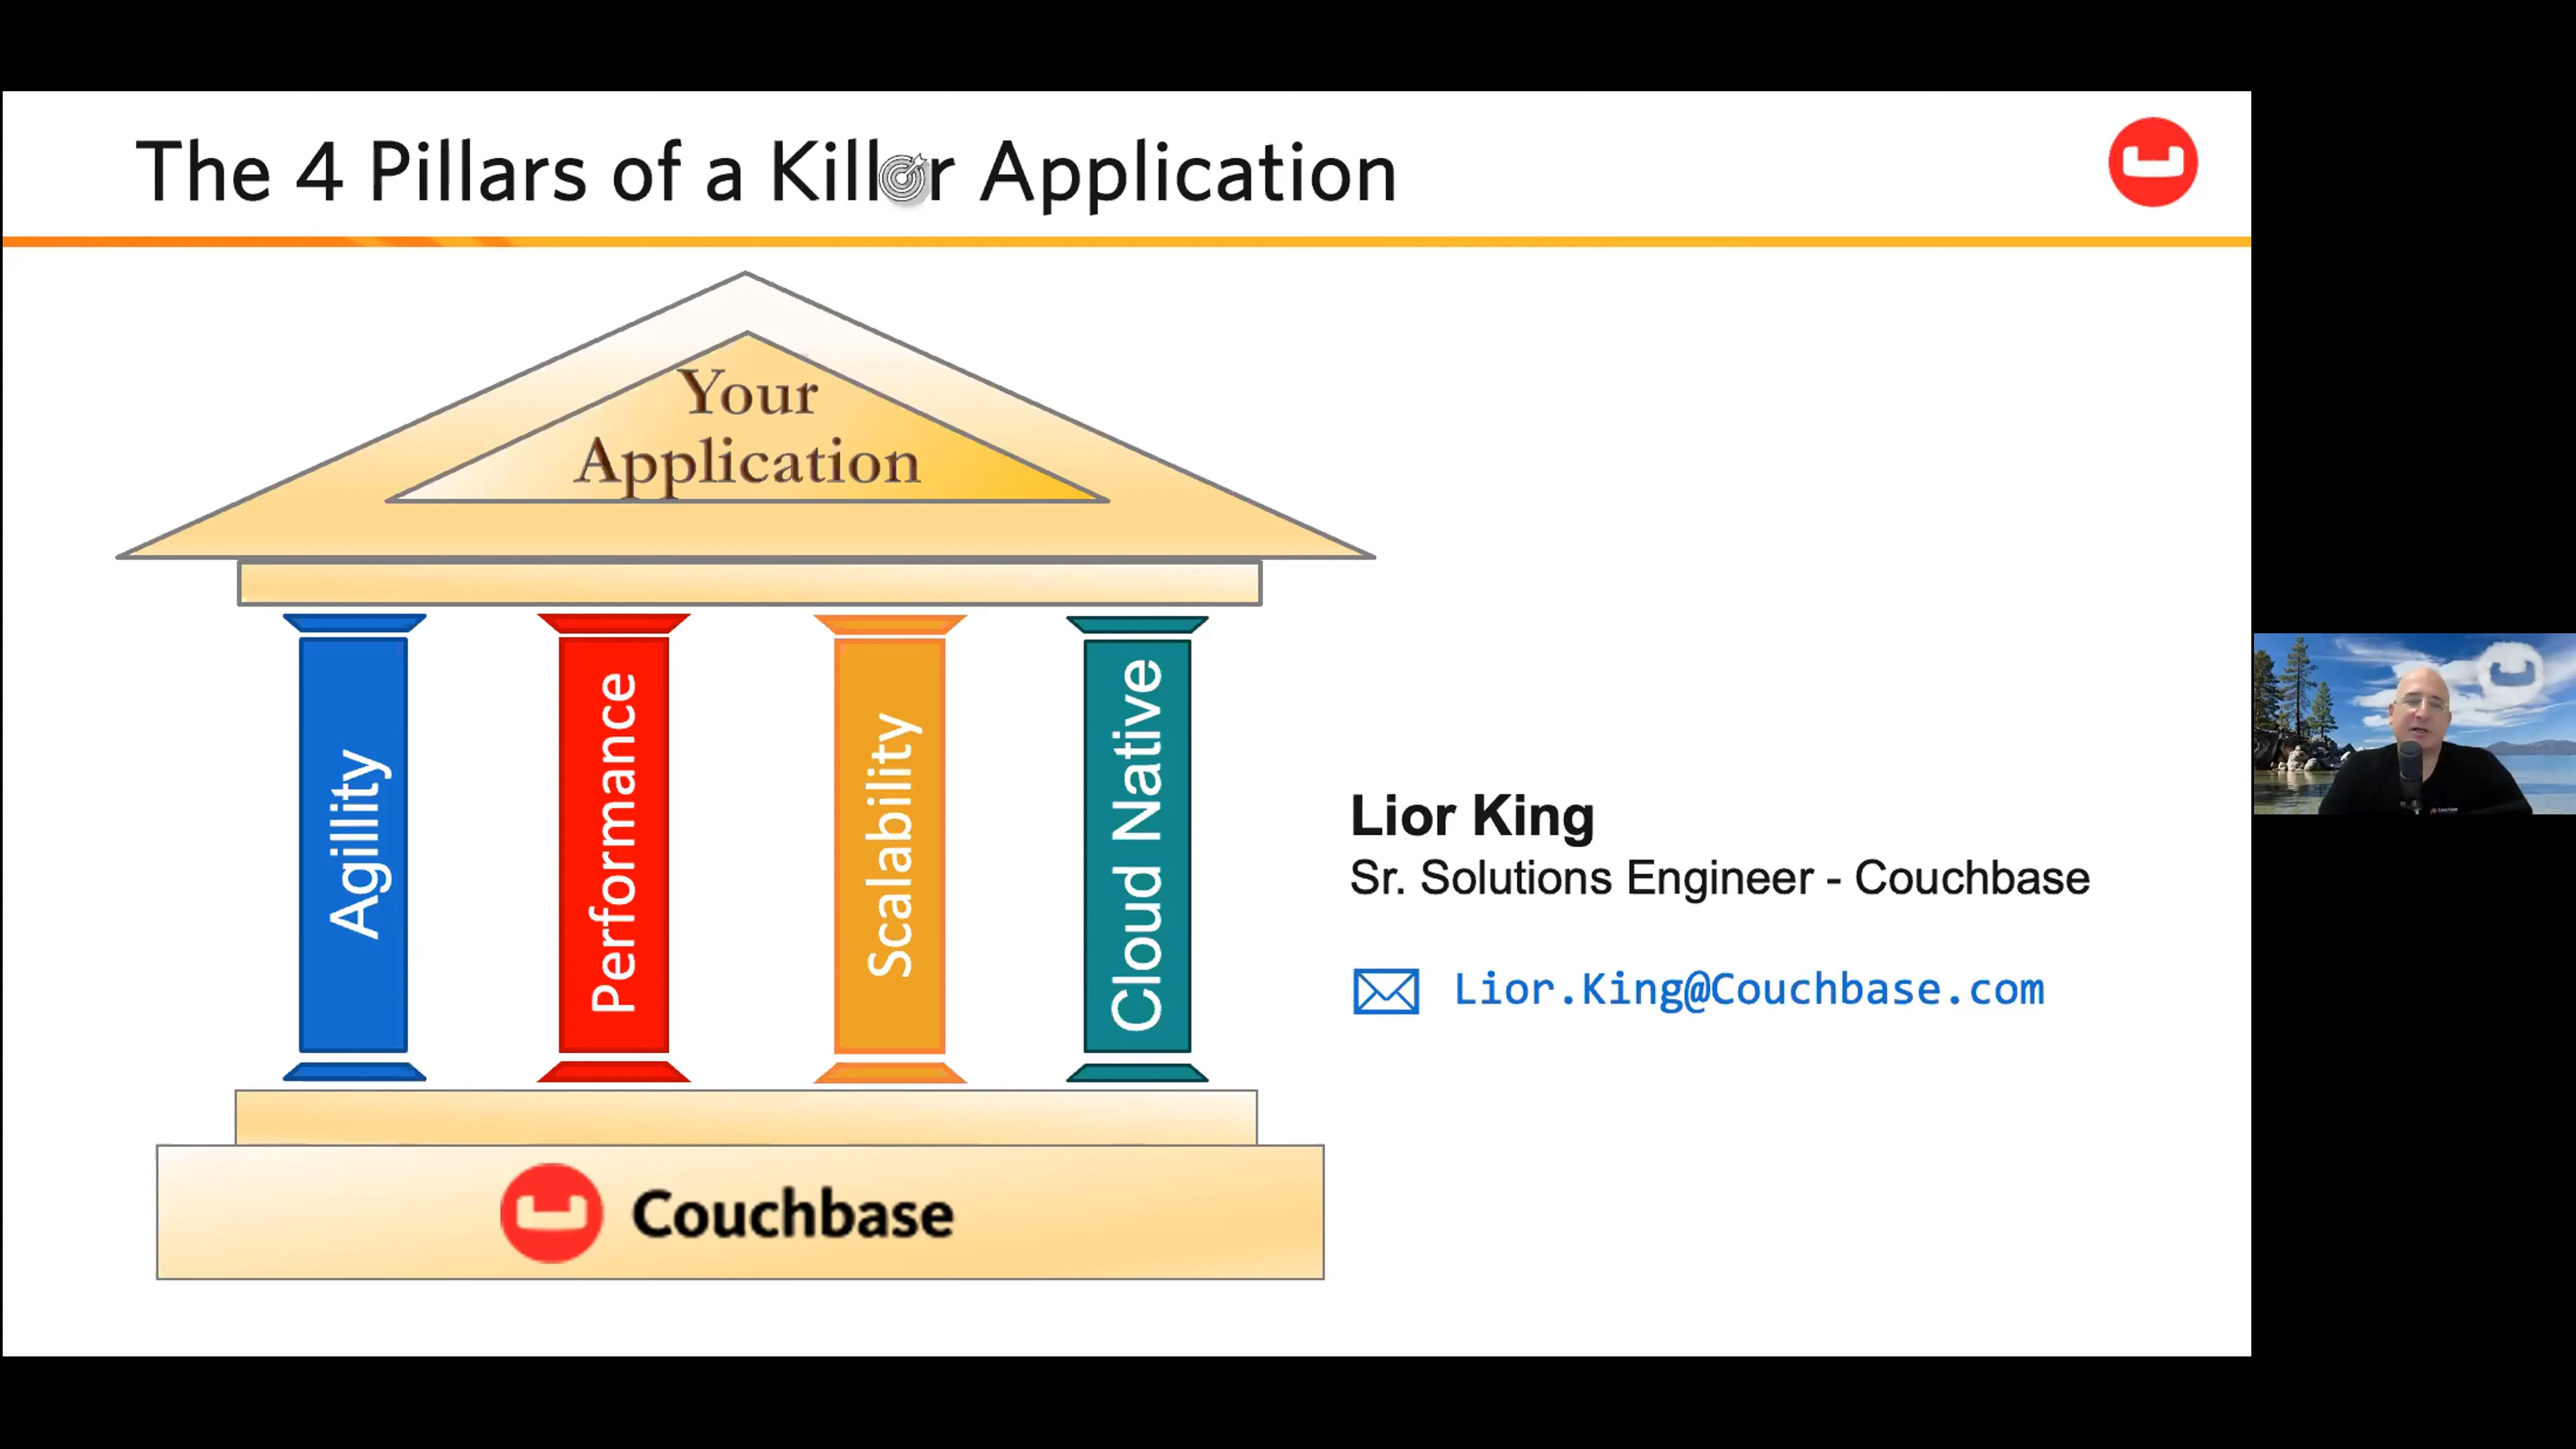 The 4 Pillars of a Killer Application
Your
Application
Agility
Performance
Scalability
Cloud Native
Lior King
Sr. Solutions Engineer - Couchbase
Lior.King@Couchbase.com
Couchbase